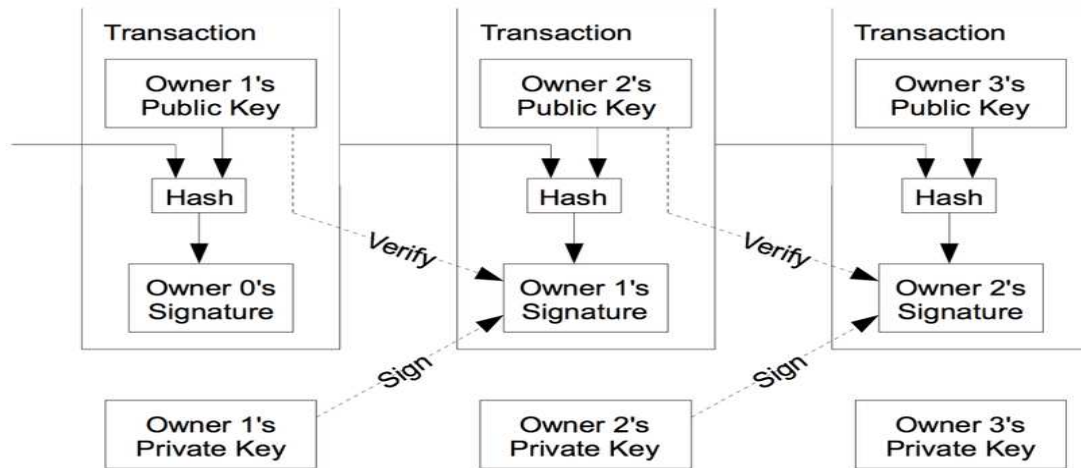 Transaction
Owner 1's
Public Key
Hash
Owner 0's
Signature
Transaction
Owner 2's
Public Key
Hash
Verify
Owner 1's
Signature
Transaction
Owner 3's
Public Key
Hash
Verify
Owner 2's
Signature
Sign
Sign
Owner 1's
Private Key
Owner 2's
Private Key
Owner 3's
Private Key